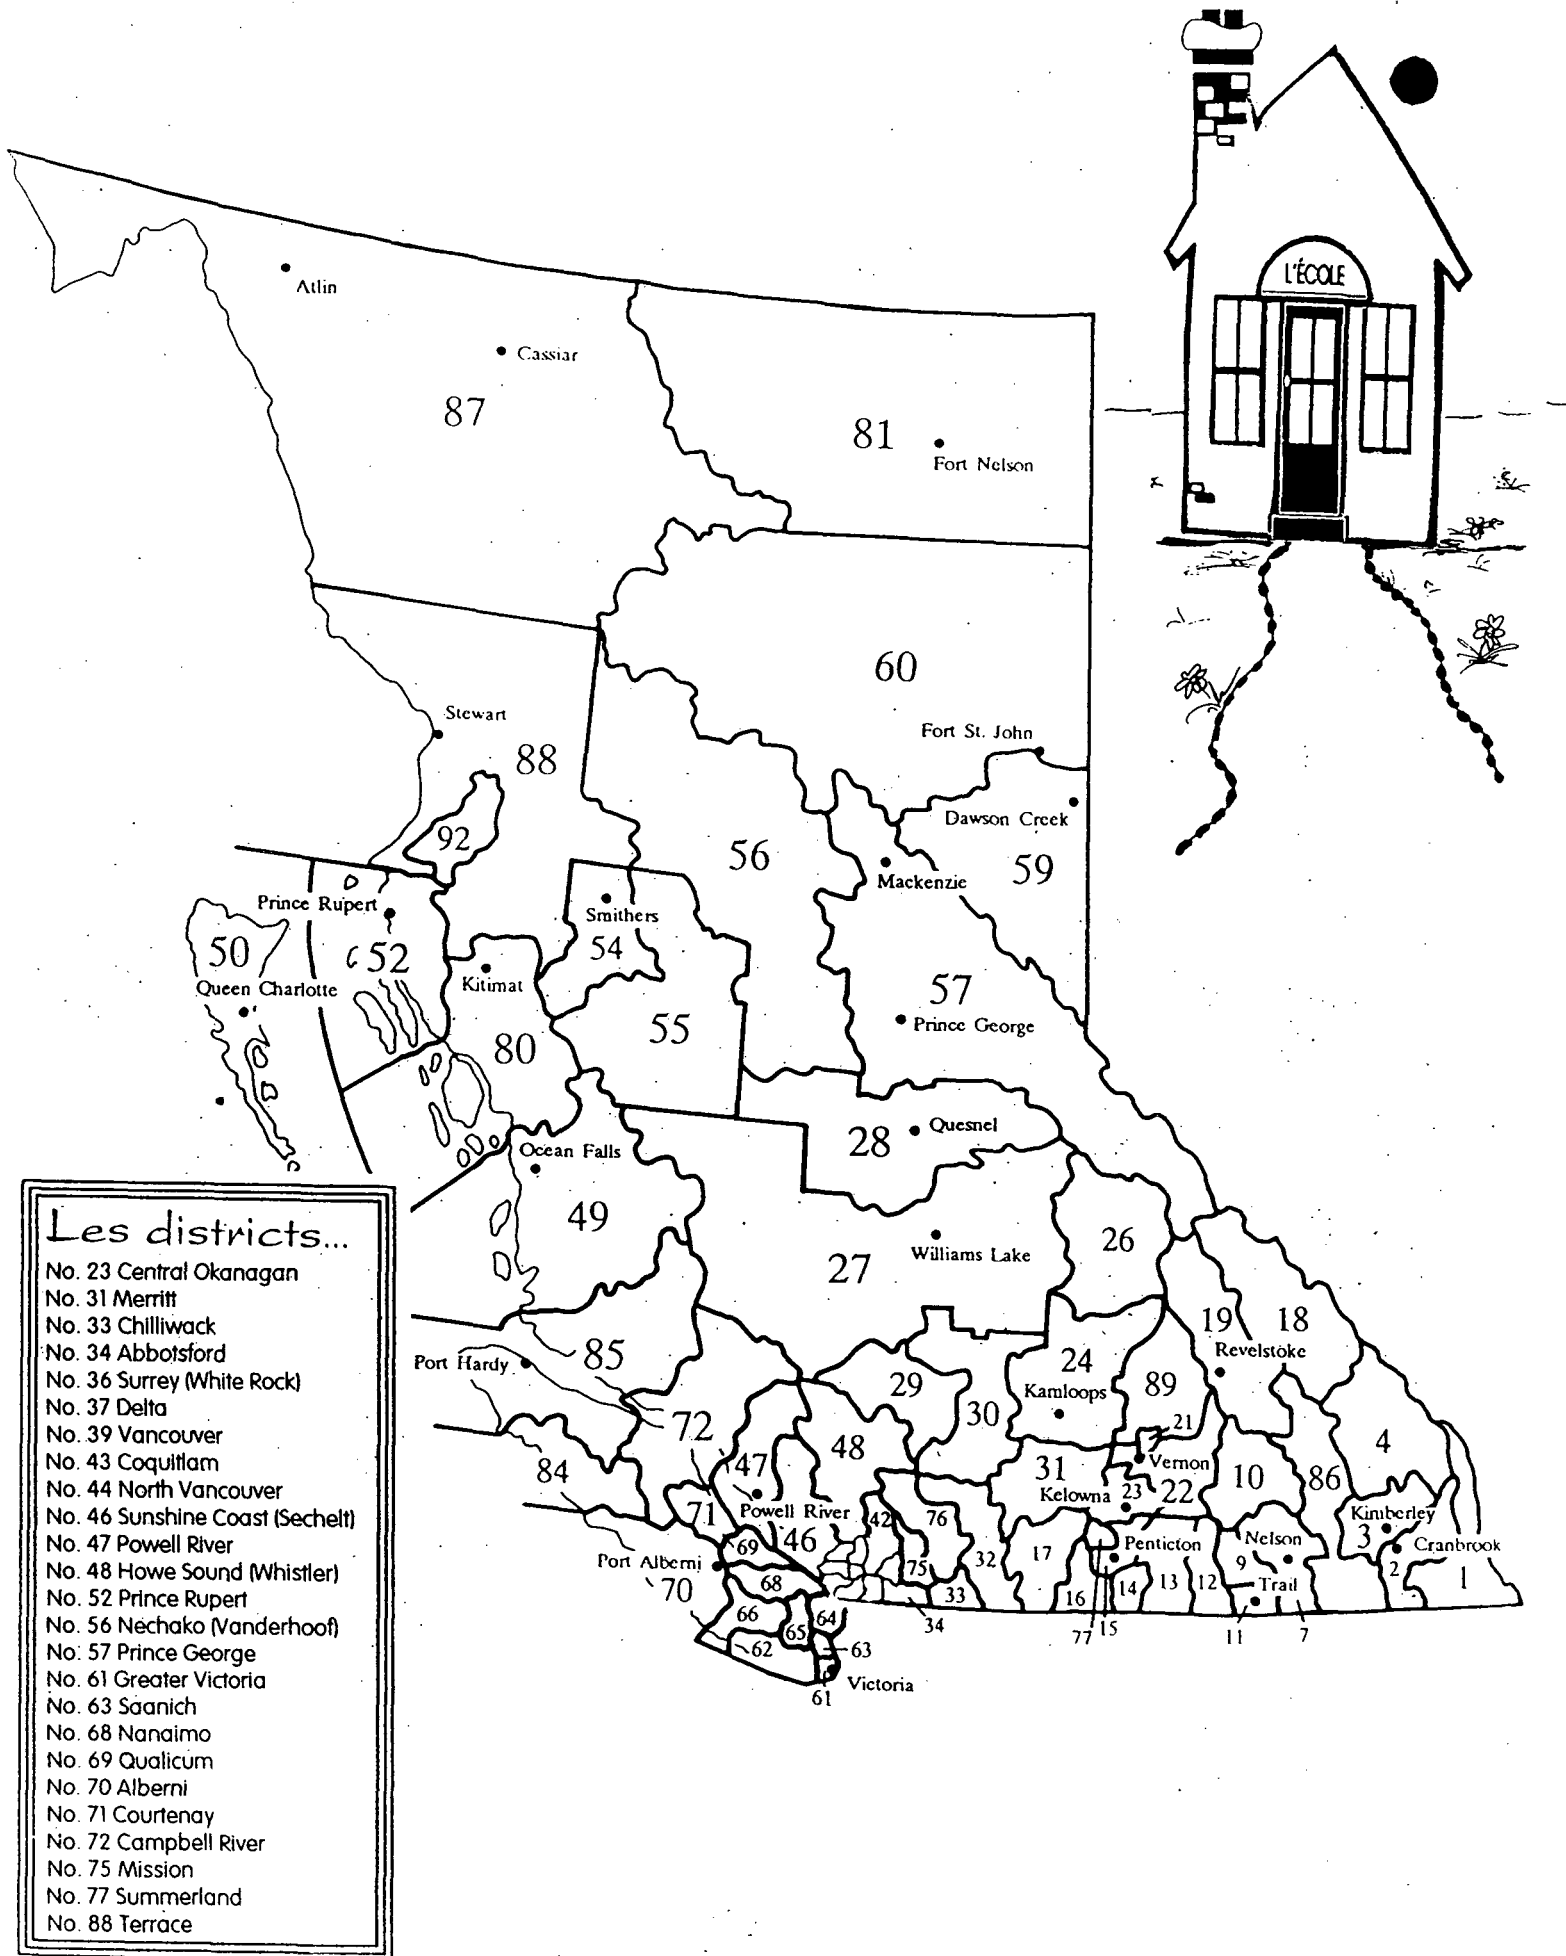 L'ÉCOLE
Atlin
Cassiar
87
81
Fort Nelson
60
Stewart
88
Fort St. John
92
56
Dawson Creek
59
Mackenzie
Prince Rupert
Smithers
50
52
54
Queen Charlotte
Kitimat
57
Prince George
55
80
28
Quesnel
Ocean Falls
49
26
27
Williams Lake
Les districts...
No. 23 Central Okanagan
No. 31 Merritt
No. 33 Chilliwack
No. 34 Abbotsford
No. 36 Surrey (White Rock)
No. 37 Delta
No. 39 Vancouver
No. 43 Coquitlam
No. 44 North Vancouver
No. 46 Sunshine Coast (Sechelt)
No. 47 Powell River
No. 48 Howe Sound (Whistler)
No. 52 Prince Rupert
No. 56 Nechako (Vanderhoof)
No. 57 Prince George
No. 61 Greater Victoria
No. 63 Saanich
No. 68 Nanaimo
No. 69 Qualicum
No. 70 Alberni
No. 71 Courtenay
No. 72 Campbell River
No. 75 Mission
No. 77 Summerland
No. 88 Terrace
19
18
Revelstoke
85
Port Hardy
24
Kamloops
89
29
30
21
72
48
4
47
31
Vernon
84
10
86
Kelowna
23
22
71
Powell River
42
76
Kimberley
46
69
3
Penticton
Nelson
Cranbrook
Port Alberni
75
32
17
9
2
1
70
68
33
16
14
13
12
Trail
66
64
34
77
15
11
7
62
65
63
61
Victoria